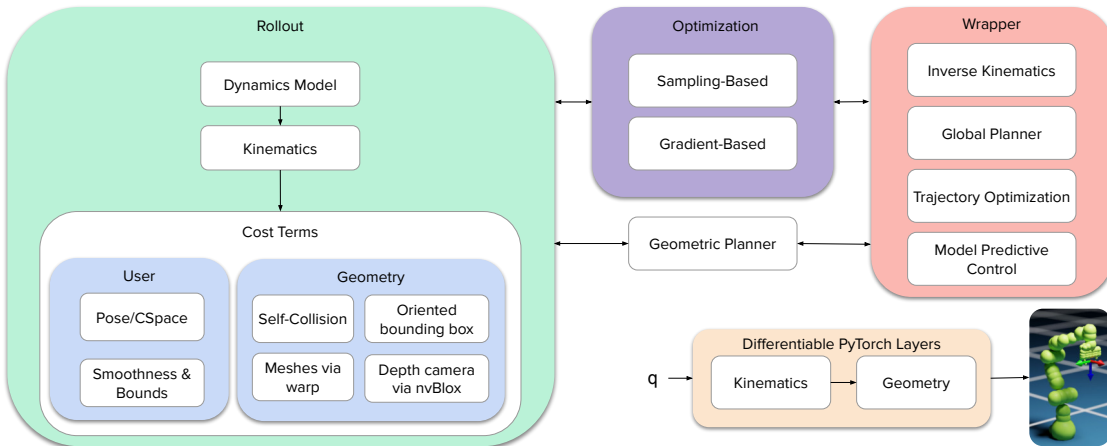 Rollout
Dynamics Model
Kinematics
Cost Terms
User
Pose/CSpace
Smoothness &
Bounds
Geometry
Self-Collision
Oriented
bounding box
Meshes via
warp
Depth camera
via nvBlox
Optimization
Sampling-Based
Gradient-Based
Geometric Planner
Wrapper
Inverse Kinematics
Global Planner
Trajectory Optimization
Model Predictive
Control
Differentiable PyTorch Layers
q
Kinematics
Geometry